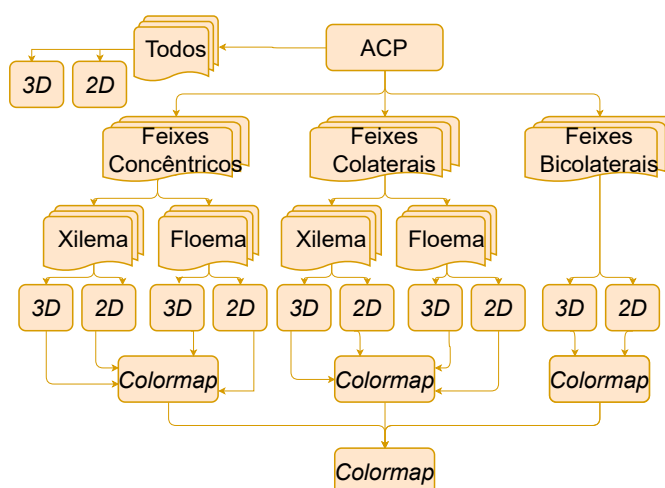 Todos
ACP
3D
2D
Feixes
Concêntricos
Feixes
Colaterais
Feixes
Bicolaterais
Xilema
Floema
Xilema
Floema
3D
2D
3D
2D
3D
2D
3D
2D
3D
2D
Colormap
Colormap
Colormap
Colormap